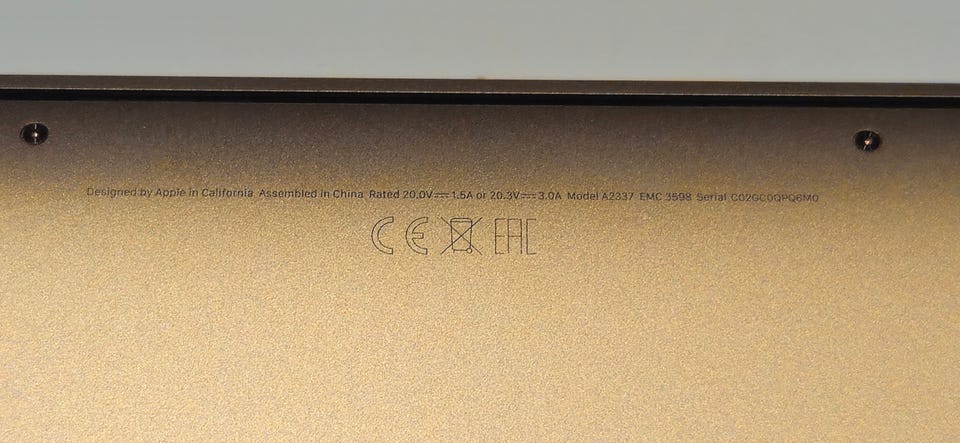 Designed by Apple in California Assembled in China Rated 20.0V⎓1.5A or 20.3V⎓3.0A Model A2337 EMC 3598 Serial C02GC0QPQ6M0
CE EAC